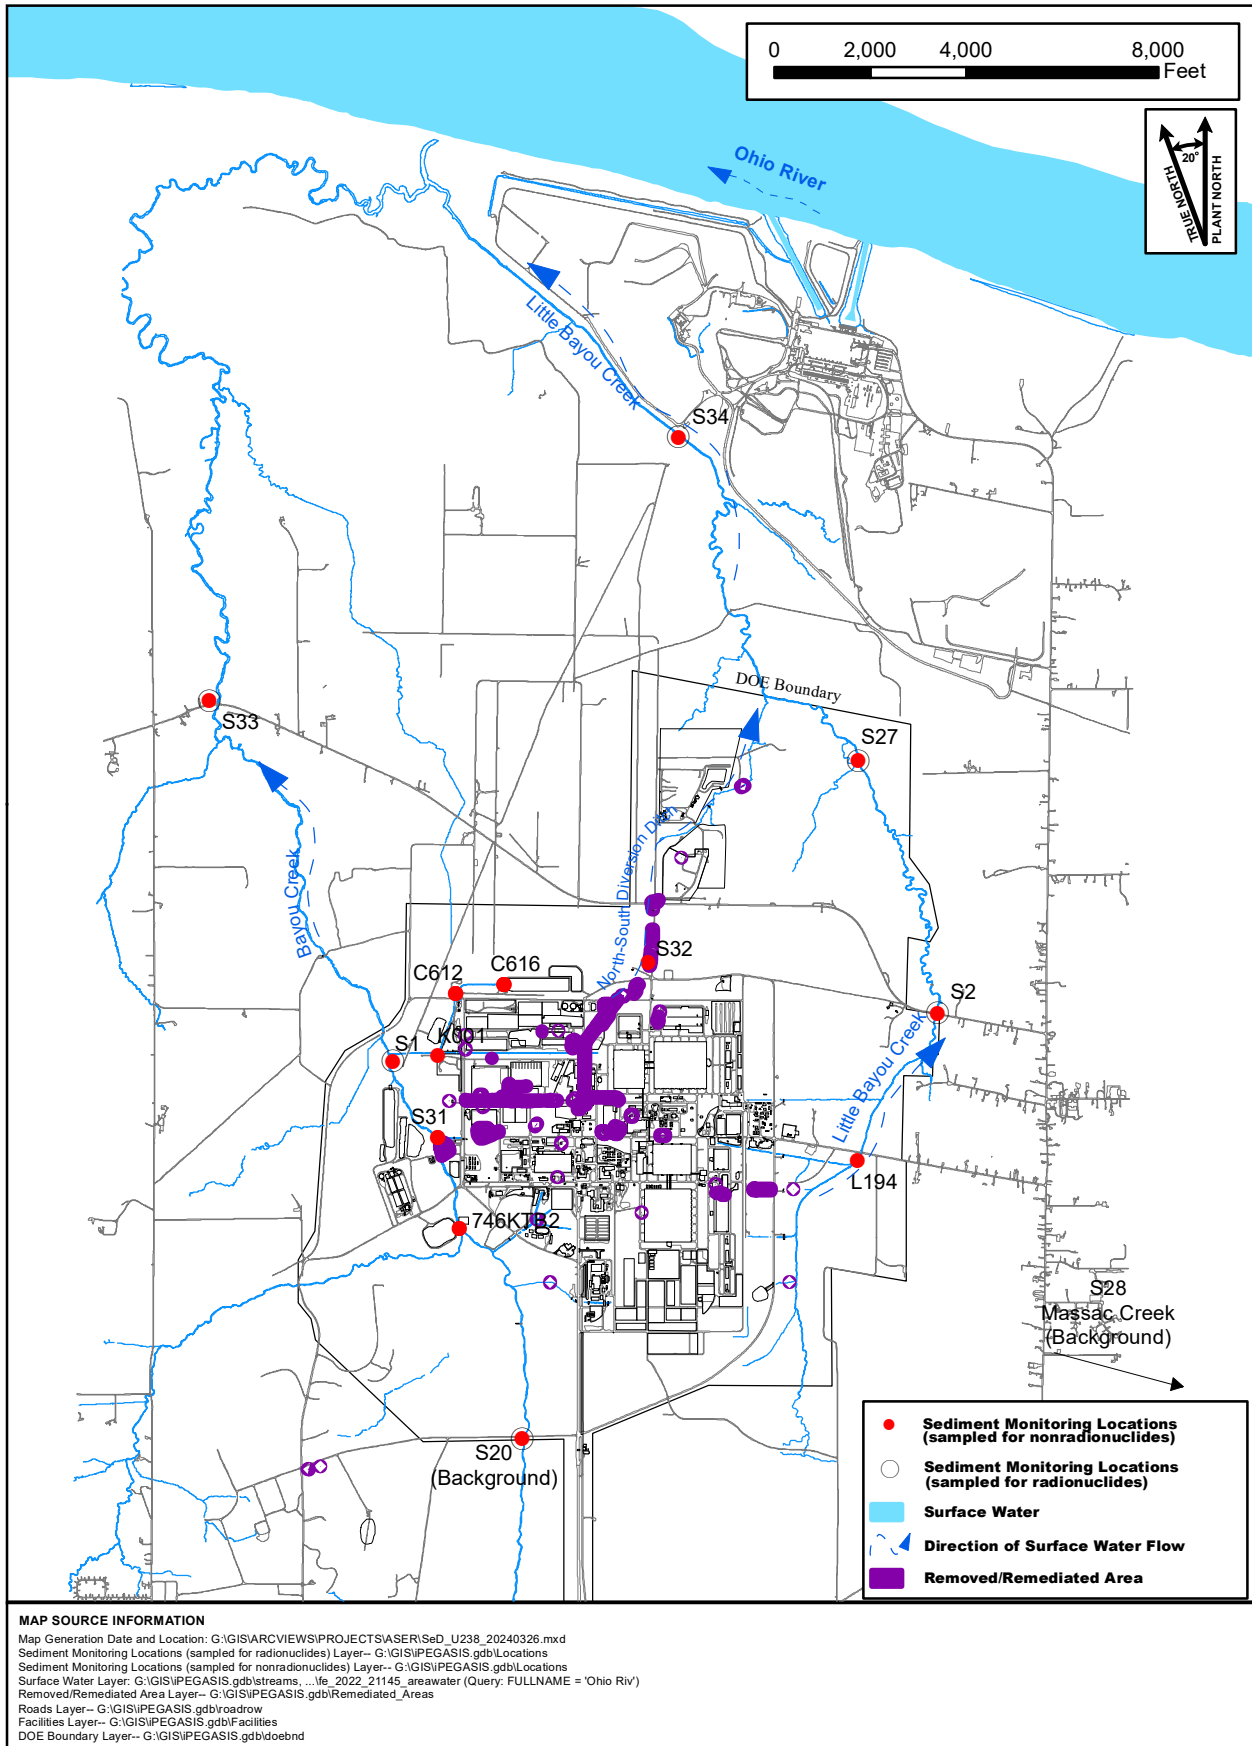 0 2,000 4,000 8,000
Feet
20°
TRUE NORTH
PLANT NORTH
Ohio River
Little Bayou Creek
S34
DOE Boundary
S33
S27
Bayou Creek
North-South Diversion Ditch
S32
C612
C616
S2
K001
S1
Little Bayou Creek
S31
L194
746KTB2
S28
Massac Creek
(Background)
S20
(Background)
Sediment Monitoring Locations
(sampled for nonradionuclides)
Sediment Monitoring Locations
(sampled for radionuclides)
Surface Water
Direction of Surface Water Flow
Removed/Remediated Area
MAP SOURCE INFORMATION
Map Generation Date and Location: G:\GIS\ARCVIEWS\PROJECTS\ASER\SeD_U238_20240326.mxd
Sediment Monitoring Locations (sampled for radionuclides) Layer-- G:\GIS\iPEGASIS.gdb\Locations
Sediment Monitoring Locations (sampled for nonradionuclides) Layer-- G:\GIS\iPEGASIS.gdb\Locations
Surface Water Layer: G:\GIS\iPEGASIS.gdb\streams, ...\fe_2022_21145_areawater (Query: FULLNAME = 'Ohio Riv')
Removed/Remediated Area Layer-- G:\GIS\iPEGASIS.gdb\Remediated_Areas
Roads Layer-- G:\GIS\iPEGASIS.gdb\roadrow
Facilities Layer-- G:\GIS\iPEGASIS.gdb\Facilities
DOE Boundary Layer-- G:\GIS\iPEGASIS.gdb\doebnd